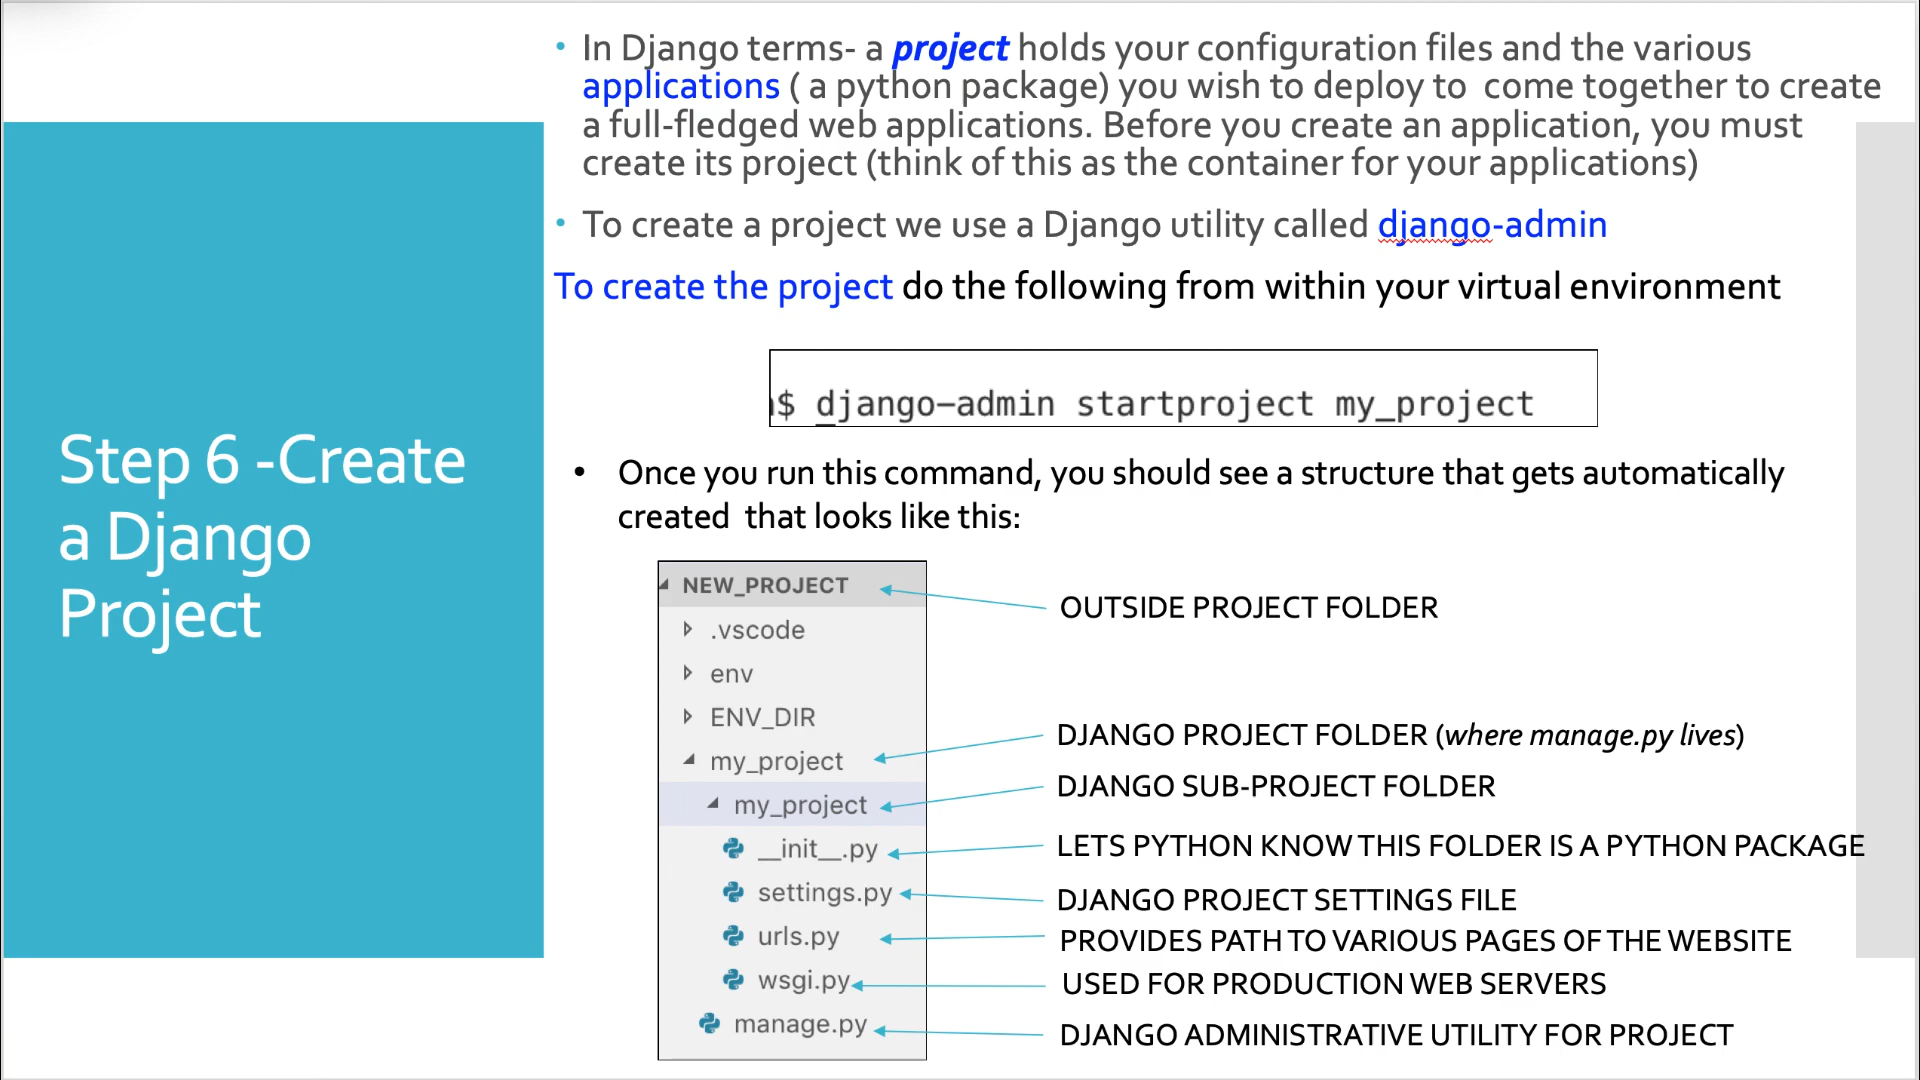 Step 6 -Create
a Django
Project
• In Django terms- a project holds your configuration files and the various
applications ( a python package) you wish to deploy to  come together to create
a full-fledged web applications. Before you create an application, you must
create its project (think of this as the container for your applications)
• To create a project we use a Django utility called django-admin
To create the project do the following from within your virtual environment
$ django-admin startproject my_project
• Once you run this command, you should see a structure that gets automatically
created  that looks like this:
NEW_PROJECT
OUTSIDE PROJECT FOLDER
.vscode
env
ENV_DIR
my_project
DJANGO PROJECT FOLDER (where manage.py lives)
my_project
DJANGO SUB-PROJECT FOLDER
__init__.py
LETS PYTHON KNOW THIS FOLDER IS A PYTHON PACKAGE
settings.py
DJANGO PROJECT SETTINGS FILE
urls.py
PROVIDES PATH TO VARIOUS PAGES OF THE WEBSITE
wsgi.py
USED FOR PRODUCTION WEB SERVERS
manage.py
DJANGO ADMINISTRATIVE UTILITY FOR PROJECT